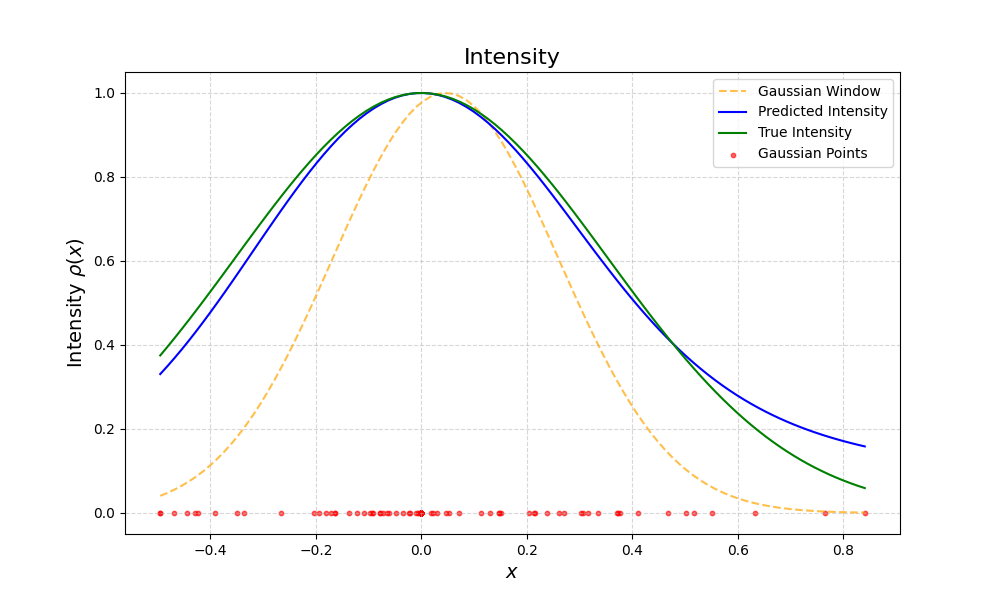 Intensity
Gaussian Window
Predicted Intensity
True Intensity
Gaussian Points
Intensity ρ(x)
1.0
0.8
0.6
0.4
0.2
0.0
−0.4 −0.2 0.0 0.2 0.4 0.6 0.8
x